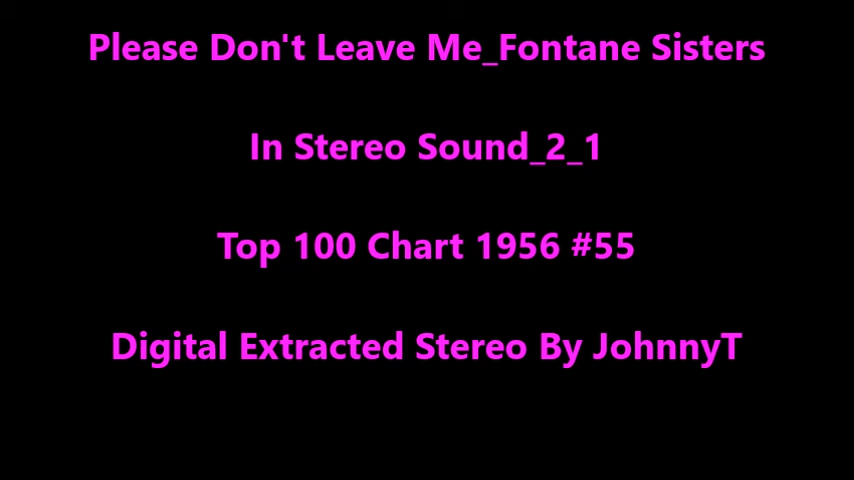 Please Don't Leave Me_Fontane Sisters
In Stereo Sound_2_1
Top 100 Chart 1956 #55
Digital Extracted Stereo By JohnnyT